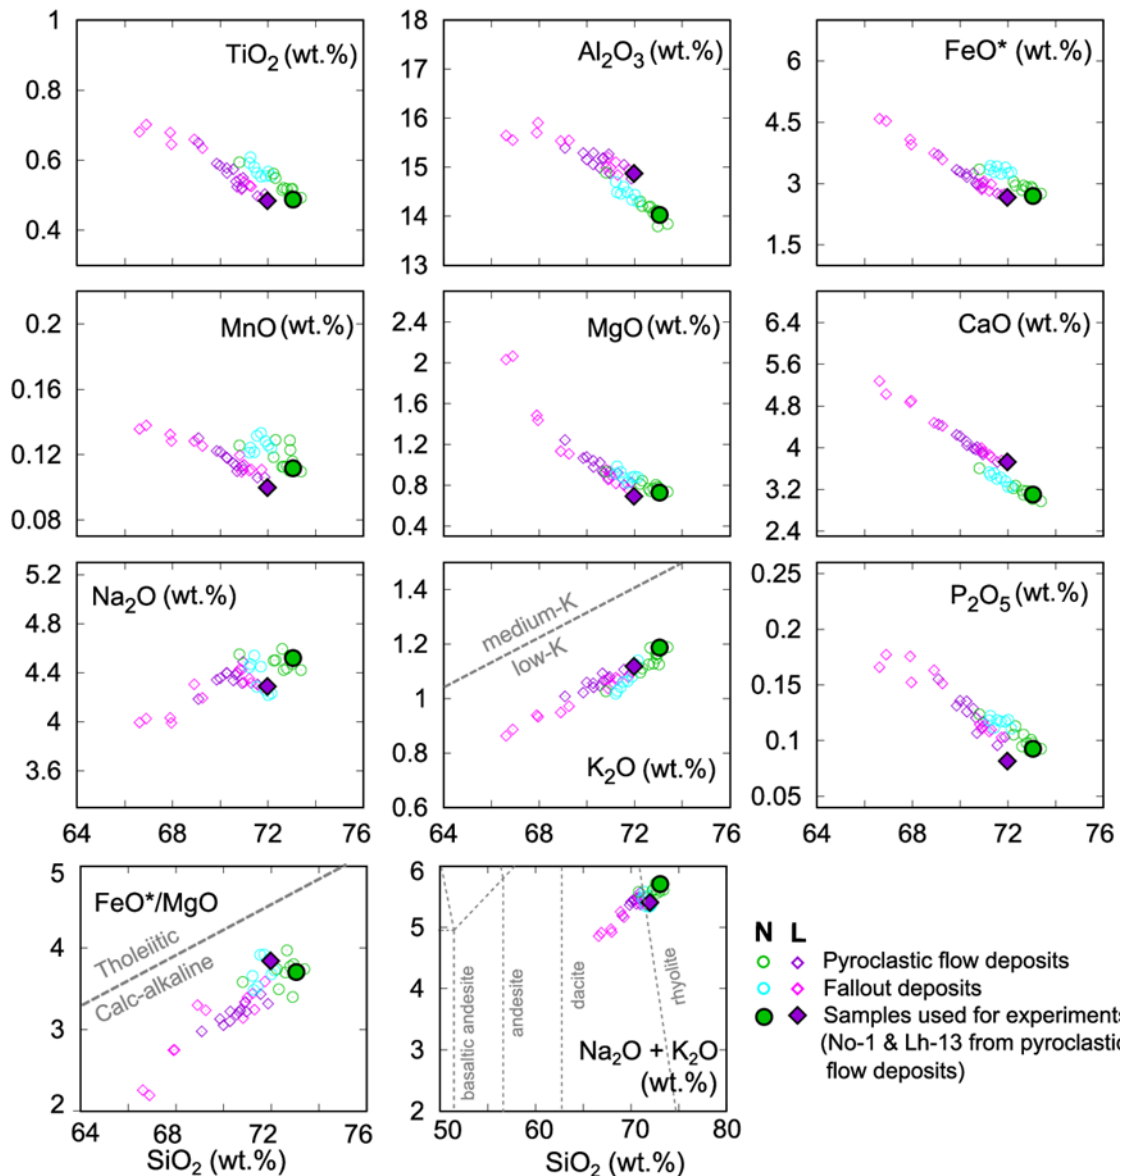 TiO2 (wt.%)
1
0.8
0.6
0.4
Al2O3 (wt.%)
18
17
16
15
14
13
FeO* (wt.%)
6
4.5
3
1.5
MnO (wt.%)
0.2
0.16
0.12
0.08
MgO (wt.%)
2.4
2
1.6
1.2
0.8
0.4
CaO (wt.%)
6.4
5.6
4.8
4
3.2
2.4
Na2O (wt.%)
5.2
4.8
4.4
4
3.6
64 68 72 76
medium-K
low-K
K2O (wt.%)
1.4
1.2
1
0.8
0.6
P2O5 (wt.%)
0.25
0.2
0.15
0.1
0.05
64 68 72 76
FeO*/MgO
Tholeiitic
Calc-alkaline
5
4
3
2
64 68 72 76
SiO2 (wt.%)
6
5
4
3
2
basaltic andesite
andesite
dacite
rhyolite
Na2O + K2O
(wt.%)
50 60 70 80
SiO2 (wt.%)
N L
Pyroclastic flow deposits
Fallout deposits
Samples used for experiment
(No-1 & Lh-13 from pyroclastic
flow deposits)